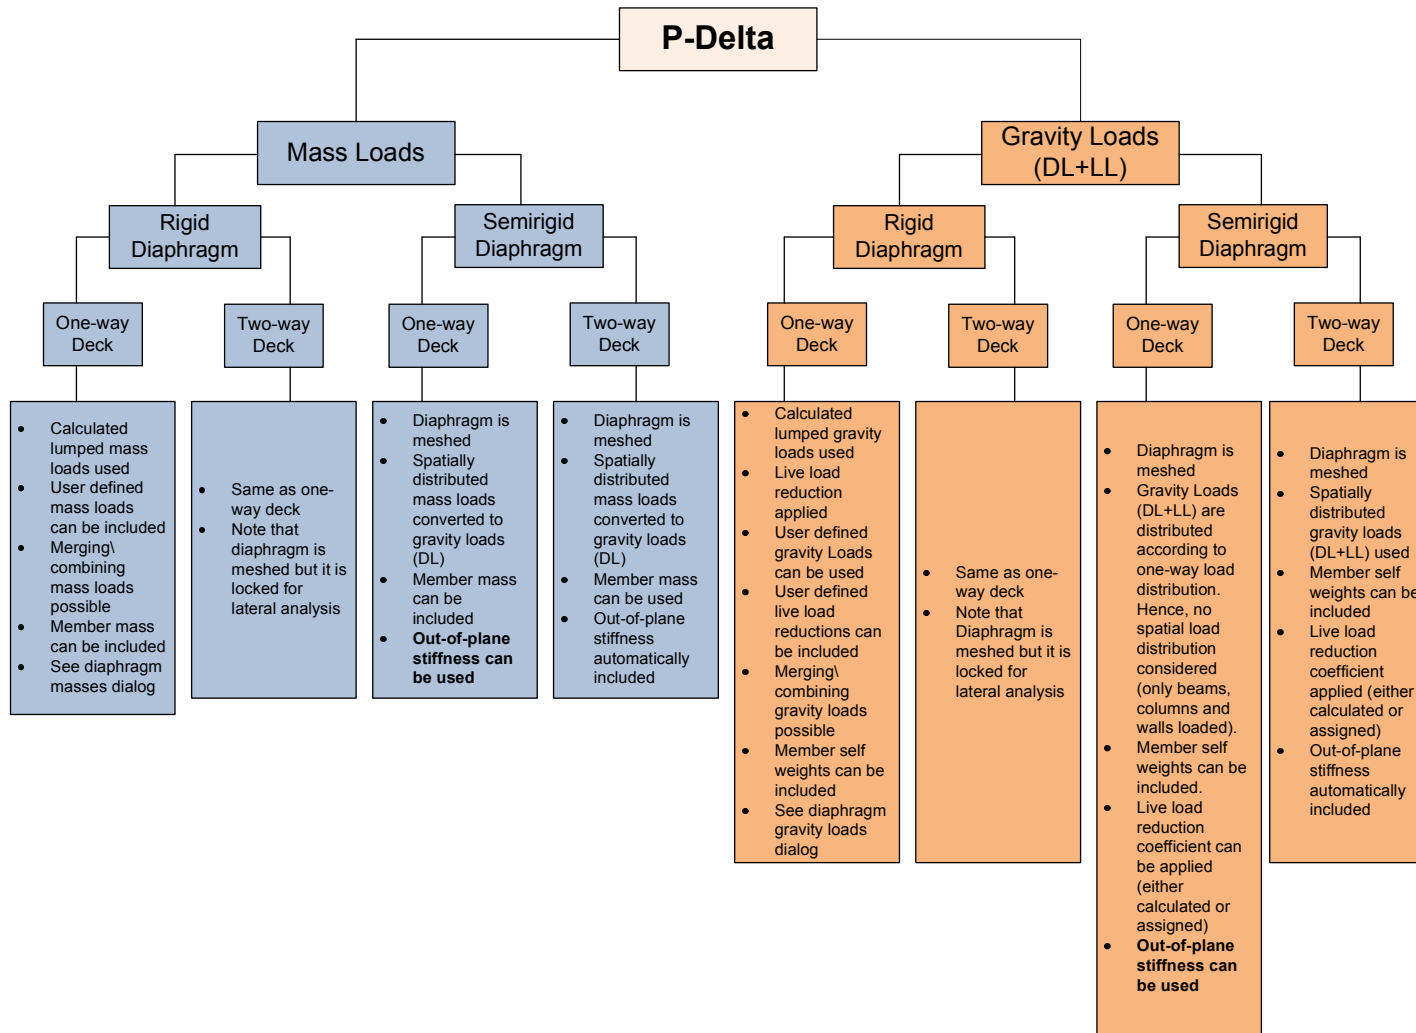 P-Delta
Mass Loads
Gravity Loads
(DL+LL)
Rigid
Diaphragm
Semirigid
Diaphragm
Rigid
Diaphragm
Semirigid
Diaphragm
One-way
Deck
Two-way
Deck
One-way
Deck
Two-way
Deck
One-way
Deck
Two-way
Deck
One-way
Deck
Two-way
Deck
• Calculated
lumped mass
loads used
• User defined
mass loads
can be included
• Merging\
combining
mass loads
possible
• Member mass
can be included
• See diaphragm
masses dialog
• Same as one-
way deck
• Note that
diaphragm is
meshed but it is
locked for
lateral analysis
• Diaphragm is
meshed
• Spatially
distributed
mass loads
converted to
gravity loads
(DL)
• Member mass
can be
included
• Out-of-plane
stiffness can
be used
• Diaphragm is
meshed
• Spatially
distributed
mass loads
converted to
gravity loads
(DL)
• Member mass
can be used
• Out-of-plane
stiffness
automatically
included
• Calculated
lumped gravity
loads used
• Live load
reduction
applied
• User defined
gravity Loads
can be used
• User defined
live load
reductions can
be included
• Merging\
combining
gravity loads
possible
• Member self
weights can be
included
• See diaphragm
gravity loads
dialog
• Same as one-
way deck
• Note that
Diaphragm is
meshed but it is
locked for
lateral analysis
• Diaphragm is
meshed
• Gravity Loads
(DL+LL) are
distributed
according to
one-way load
distribution.
Hence, no
spatial load
distribution
considered
(only beams,
columns and
walls loaded).
• Member self
weights can be
included.
• Live load
reduction
coefficient can
be applied
(either
calculated or
assigned)
• Out-of-plane
stiffness can
be used
• Diaphragm is
meshed
• Spatially
distributed
gravity loads
(DL+LL) used
• Member self
weights can be
included
• Live load
reduction
coefficient
applied (either
calculated or
assigned)
• Out-of-plane
stiffness
automatically
included